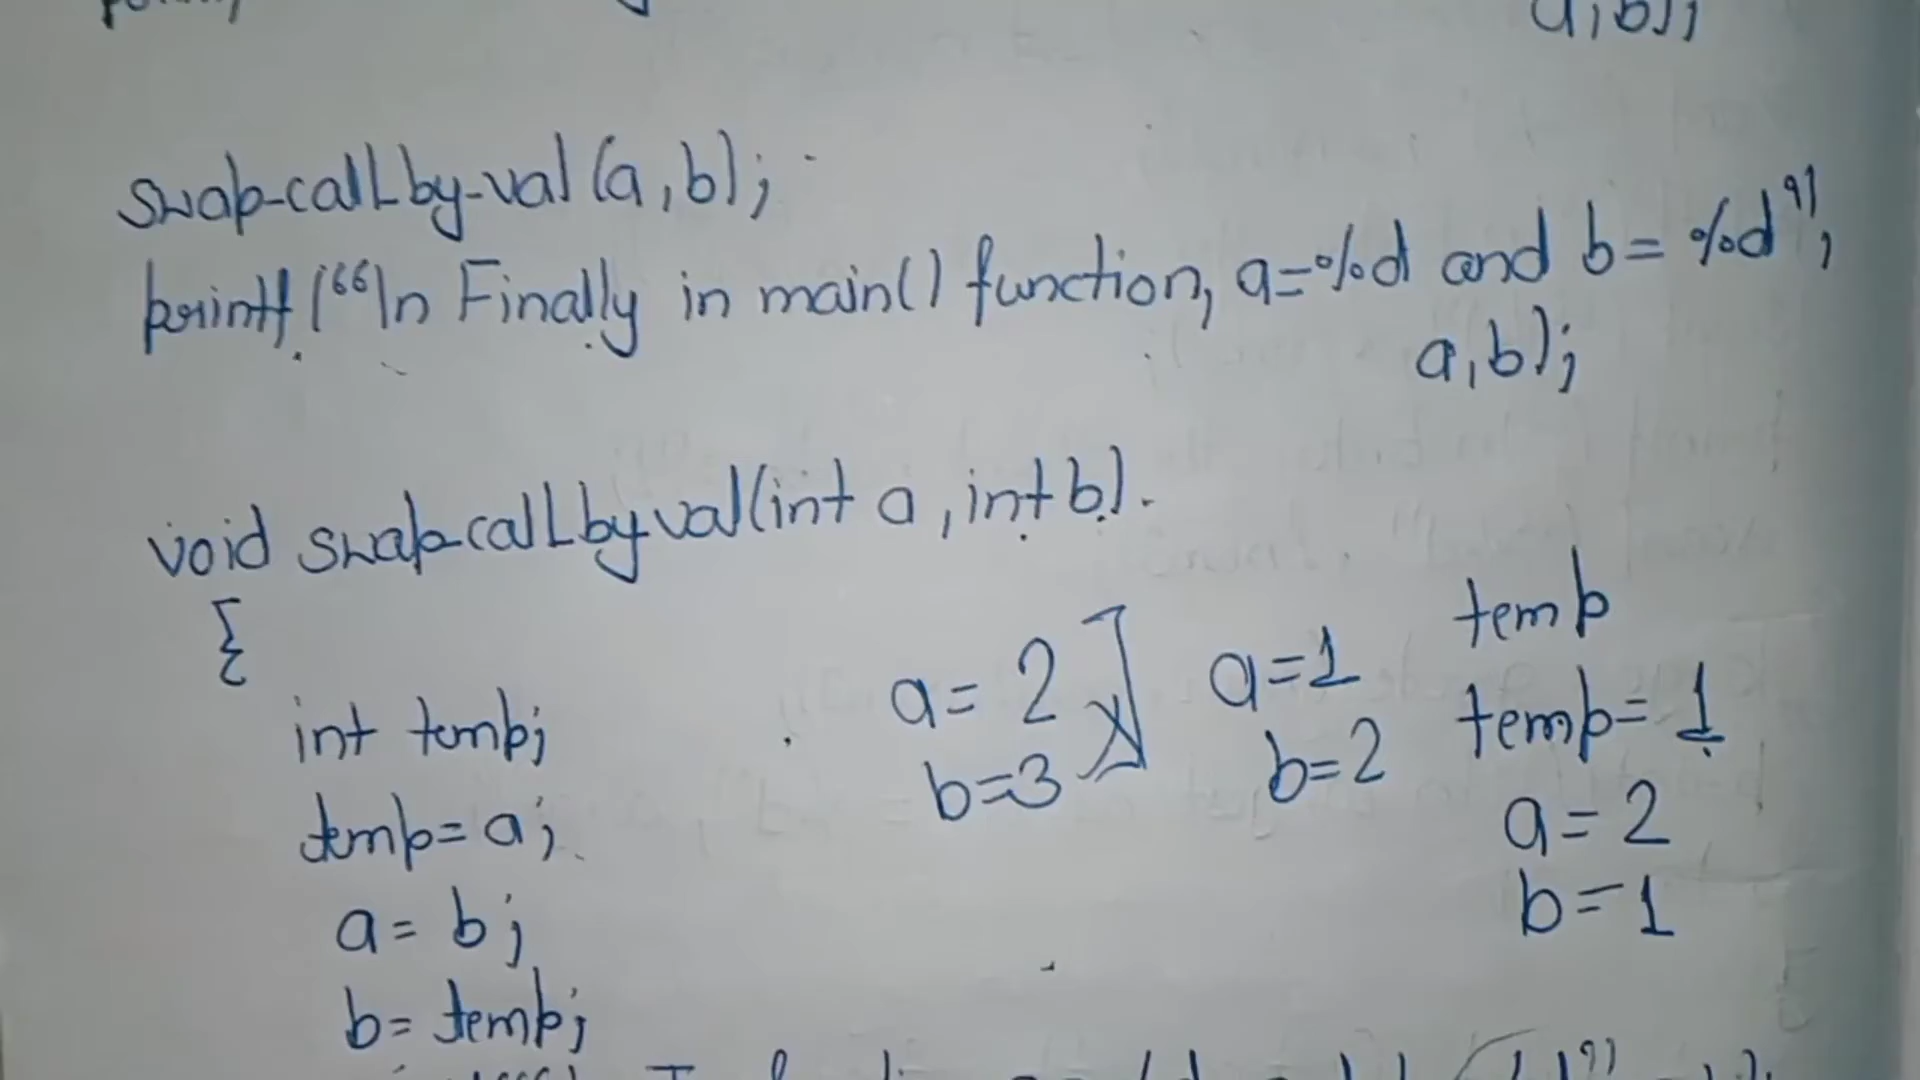 a,b);
swap-call-by-val (a,b);
printf (“\n Finally in main() function, a=%d and b= %d”,
a,b);
void swap-call-by-val(int a, int b).
{
int temp;
temp=a;
a= b;
b= temp;
a= 2
b=3
a=1
b=2
temp
temp=1
a=2
b=1